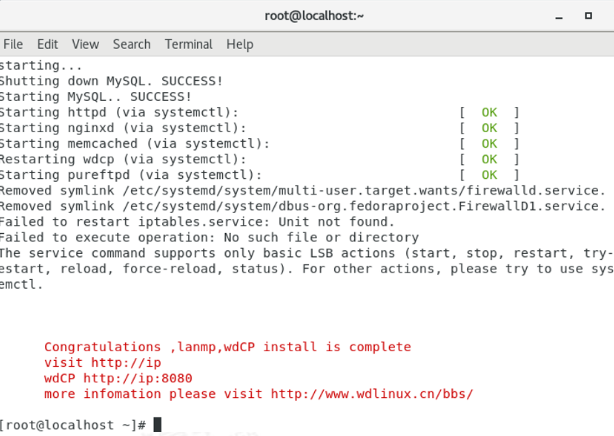 root@localhost:~
File Edit View Search Terminal Help
starting...
Shutting down MySQL. SUCCESS!
Starting MySQL.. SUCCESS!
Starting httpd (via systemctl): [ OK ]
Starting nginxd (via systemctl): [ OK ]
Starting memcached (via systemctl): [ OK ]
Restarting wdcp (via systemctl): [ OK ]
Starting pureftpd (via systemctl): [ OK ]
Removed symlink /etc/systemd/system/multi-user.target.wants/firewalld.service.
Removed symlink /etc/systemd/system/dbus-org.fedoraproject.FirewallD1.service.
Failed to restart iptables.service: Unit not found.
Failed to execute operation: No such file or directory
The service command supports only basic LSB actions (start, stop, restart, try-
estart, reload, force-reload, status). For other actions, please try to use sys
emctl.
Congratulations ,lanmp,wdCP install is complete
visit http://ip
wdCP http://ip:8080
more infomation please visit http://www.wdlinux.cn/bbs/
[root@localhost ~]#